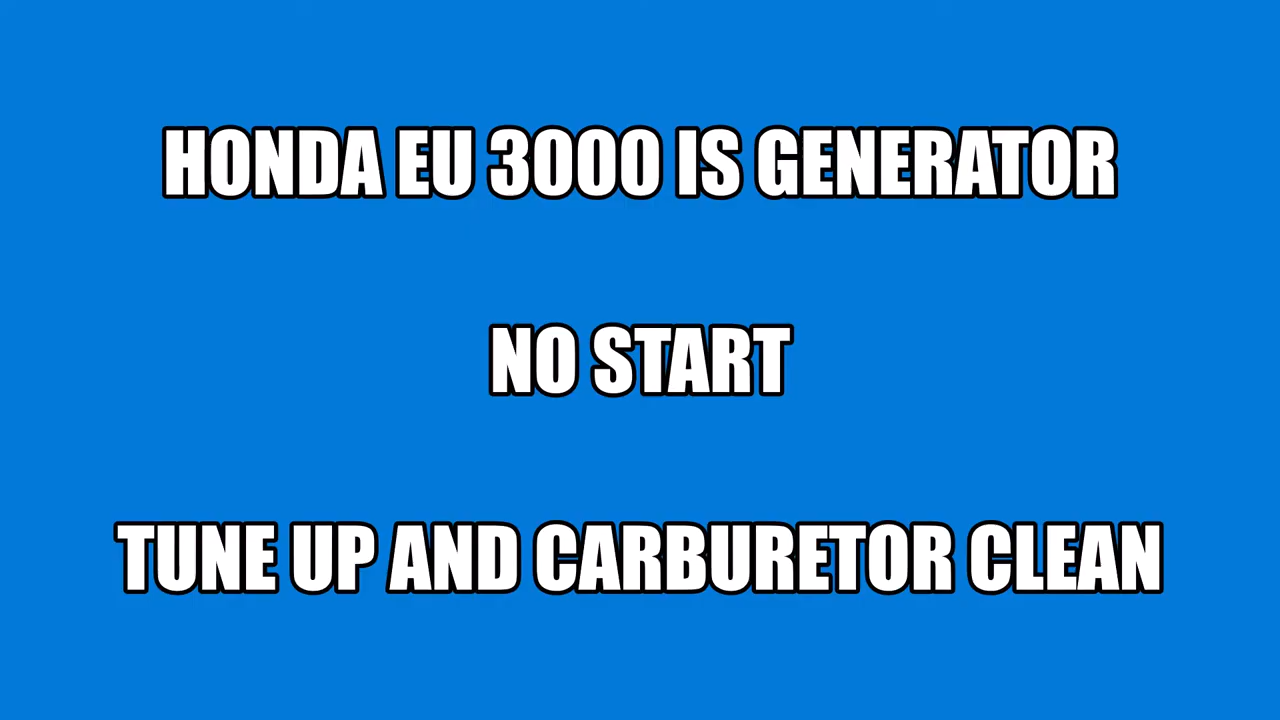 HONDA EU 3000 IS GENERATOR
NO START
TUNE UP AND CARBURETOR CLEAN